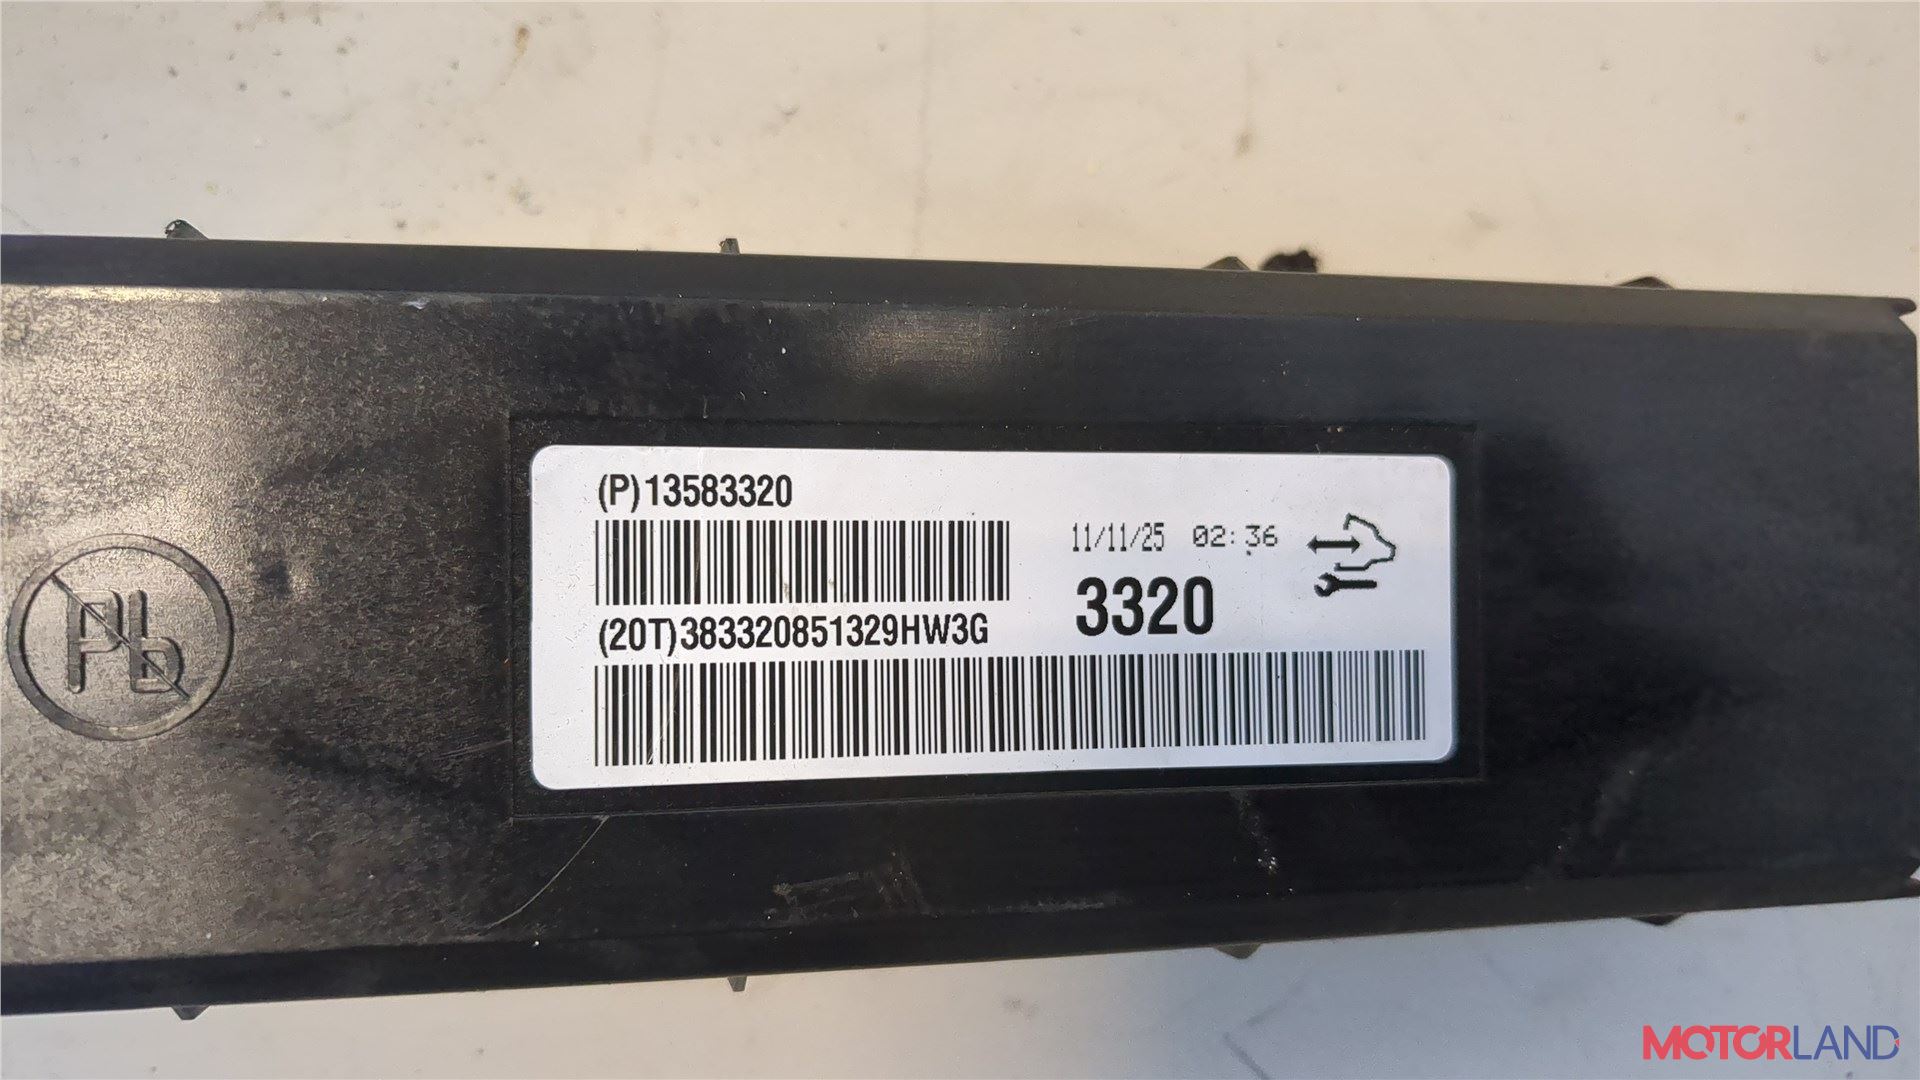 (P)13583320
11/11/25 02:36
3320
(20T)383320851329HW3G
Pb
MOTORLAND